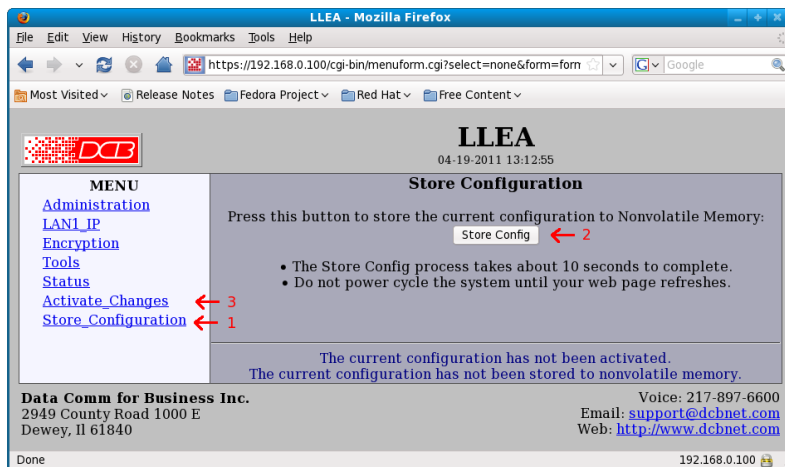 LLEA - Mozilla Firefox
File Edit View History Bookmarks Tools Help
https://192.168.0.100/cgi-bin/menuform.cgi?select=none&form=forn
G Google
Most Visited Release Notes Fedora Project Red Hat Free Content
DCB
LLEA
04-19-2011 13:12:55
MENU
Administration
LAN1_IP
Encryption
Tools
Status
Activate_Changes 3
Store_Configuration 1
Store Configuration
Press this button to store the current configuration to Nonvolatile Memory:
Store Config 2
• The Store Config process takes about 10 seconds to complete.
• Do not power cycle the system until your web page refreshes.
The current configuration has not been activated.
The current configuration has not been stored to nonvolatile memory.
Data Comm for Business Inc.
2949 County Road 1000 E
Dewey, Il 61840
Voice: 217-897-6600
Email: support@dcbnet.com
Web: http://www.dcbnet.com
Done 192.168.0.100